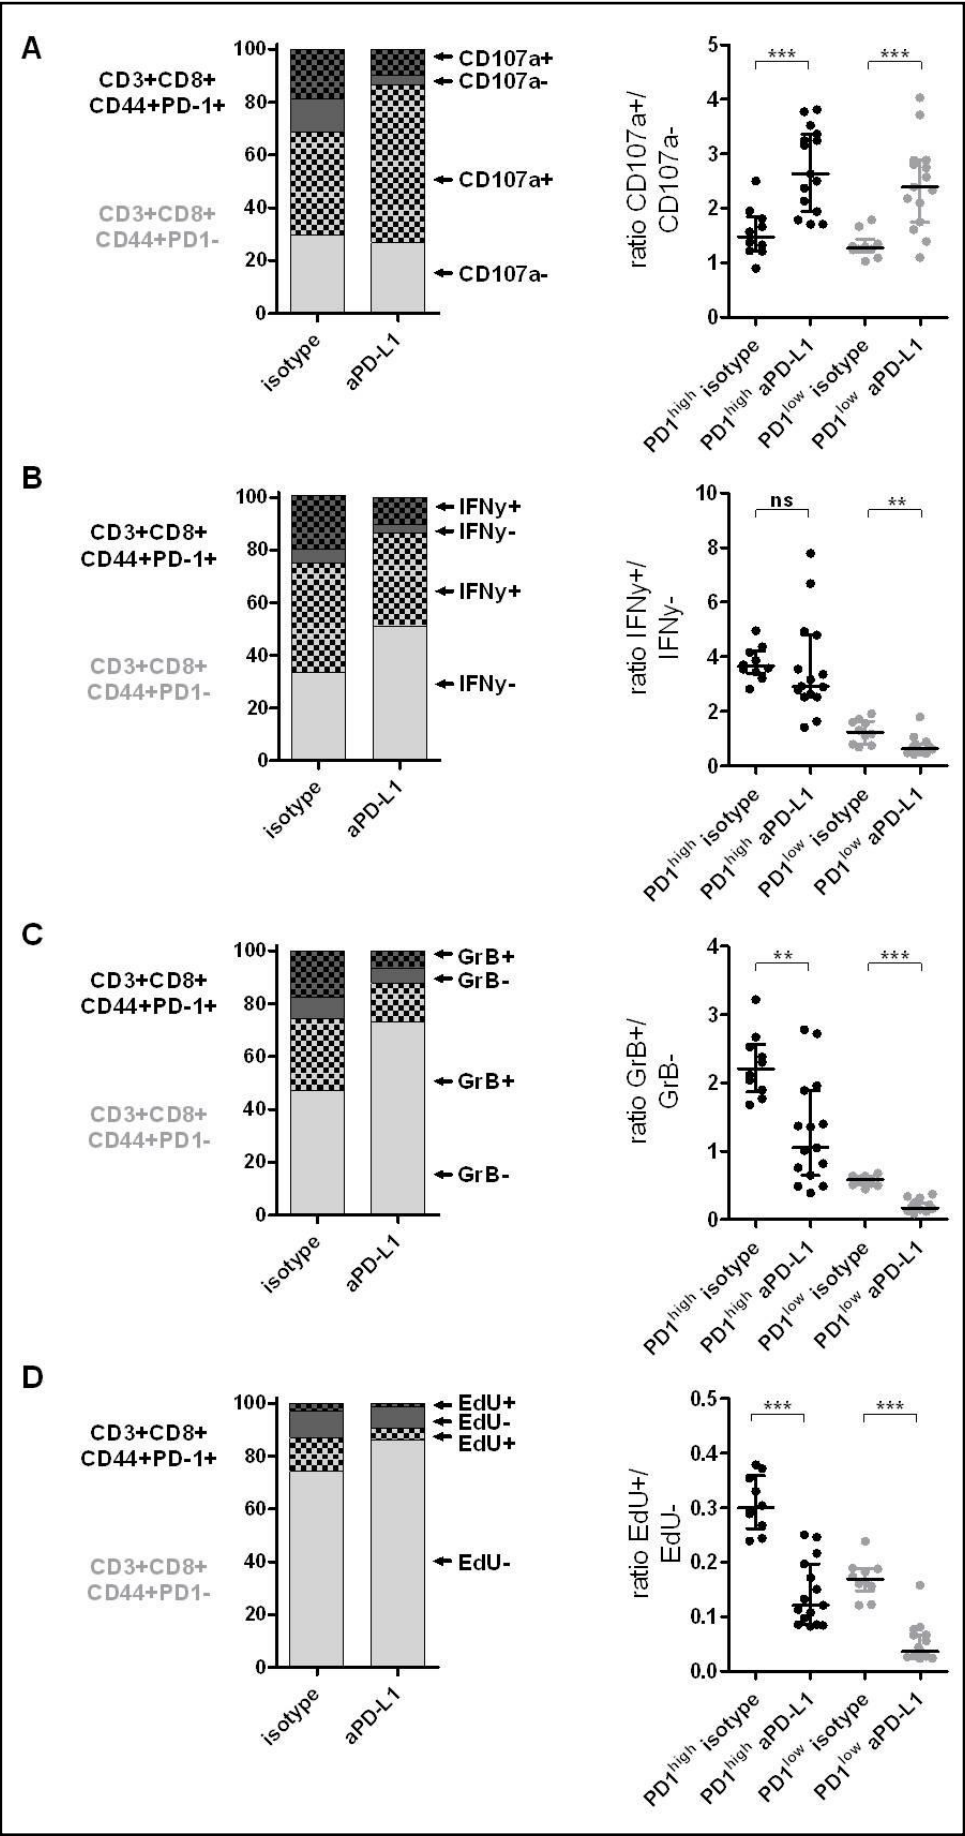 A
100
80
60
40
20
0
CD3+CD8+
CD44+PD-1+
CD3+CD8+
CD44+PD1-
CD107a+
CD107a-
CD107a+
CD107a-
isotype
aPD-L1
ratio CD107a+/
CD107a-
5
4
3
2
1
0
***
***
PD1high isotype
PD1high aPD-L1
PD1low isotype
PD1low aPD-L1
B
100
80
60
40
20
0
CD3+CD8+
CD44+PD-1+
CD3+CD8+
CD44+PD1-
IFNy+
IFNy-
IFNy+
IFNy-
isotype
aPD-L1
ratio IFNy+/
IFNy-
10
8
6
4
2
0
ns
**
PD1high isotype
PD1high aPD-L1
PD1low isotype
PD1low aPD-L1
C
100
80
60
40
20
0
CD3+CD8+
CD44+PD-1+
CD3+CD8+
CD44+PD1-
GrB+
GrB-
GrB+
GrB-
isotype
aPD-L1
ratio GrB+/
GrB-
4
3
2
1
0
**
***
PD1high isotype
PD1high aPD-L1
PD1low isotype
PD1low aPD-L1
D
100
80
60
40
20
0
CD3+CD8+
CD44+PD-1+
CD3+CD8+
CD44+PD1-
EdU+
EdU-
EdU+
EdU-
isotype
aPD-L1
ratio EdU+/
EdU-
0.5
0.4
0.3
0.2
0.1
0.0
***
***
PD1high isotype
PD1high aPD-L1
PD1low isotype
PD1low aPD-L1